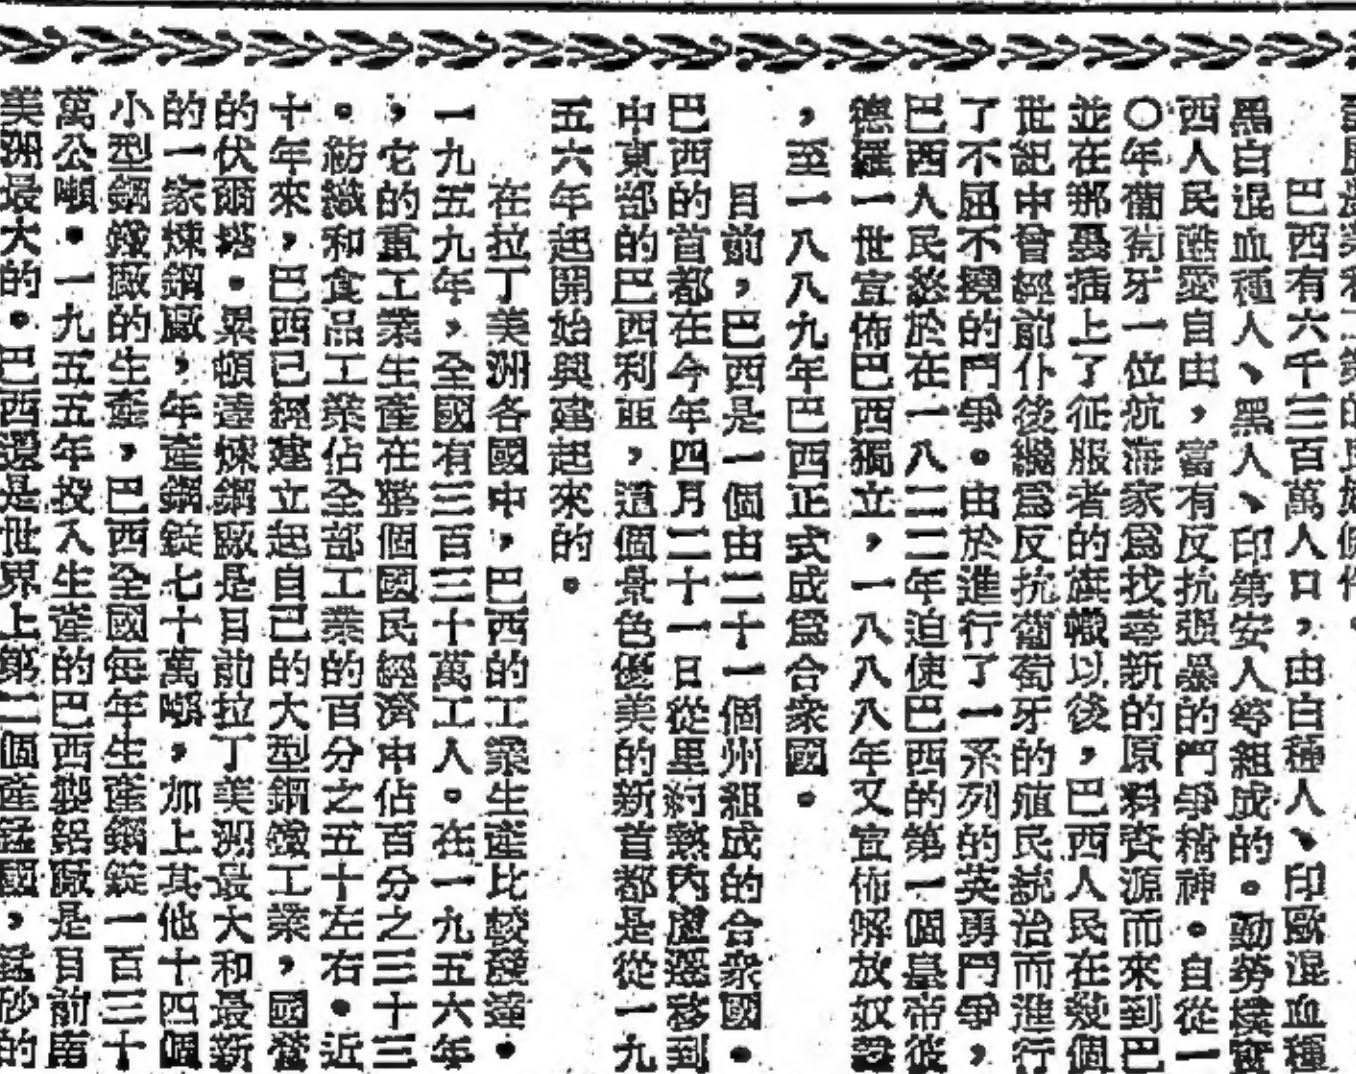 巴西有六千三百萬人口，由白種人、印歐混血種
黑白混血種人、黑人、印第安人等組成的。勤勞樸實
西人民酷愛自由，富有反抗強暴的鬥爭精神。自從一
〇年葡萄牙一位航海家爲找尋新的原料資源而來到巴
並在那裏插上了征服者的旗幟以後，巴西人民在幾個
世紀中曾經前仆後繼爲反抗葡萄牙的殖民統治而進行
了不屈不撓的鬥爭。由於進行了一系列的英勇鬥爭，
巴西人民終於在一八二二年迫使巴西的第一個皇帝彼
德羅一世宣佈巴西獨立，一八八八年又宣佈解放奴隸
，至一八八九年巴西正式成爲合衆國。
目前，巴西是一個由二十一個州組成的合衆國。
巴西的首都在今年四月二十一日從里約熱內盧遷移到
中東部的巴西利亞，這個景色優美的新首都是從一九
五六年起開始興建起來的。
在拉丁美洲各國中，巴西的工業生產比較發達。
一九五九年，全國有三百三十萬工人。在一九五六年
，它的重工業生產在整個國民經濟中佔百分之三十三
。紡織和食品工業佔全部工業的百分之五十左右。近
十年來，巴西已經建立起自己的大型鋼鐵工業，國營
的伏爾塔。累頓達煉鋼廠是目前拉丁美洲最大和最新
的一家煉鋼廠，年產鋼錠七十萬噸，加上其他十四個
小型鋼鐵廠的生產，巴西全國每年生產鋼錠一百三十
萬公噸。一九五五年投入生產的巴西製鋁廠是目前南
美洲最大的。巴西還是世界上第二個產錳國，錳砂的